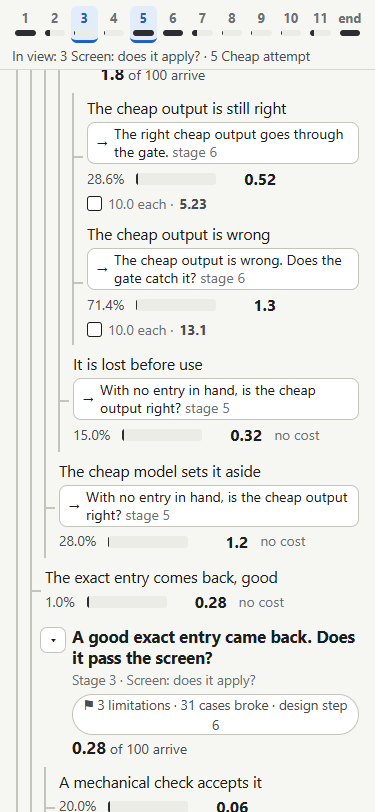 1 2 3 4 5 6 7 8 9 10 11 end
In view: 3 Screen: does it apply? · 5 Cheap attempt
1.8 of 100 arrive
The cheap output is still right
→ The right cheap output goes through
the gate. stage 6
28.6% 0.52
10.0 each · 5.23
The cheap output is wrong
→ The cheap output is wrong. Does the
gate catch it? stage 6
71.4% 1.3
10.0 each · 13.1
It is lost before use
→ With no entry in hand, is the cheap
output right? stage 5
15.0% 0.32 no cost
The cheap model sets it aside
→ With no entry in hand, is the cheap output
right? stage 5
28.0% 1.2 no cost
The exact entry comes back, good
1.0% 0.28 no cost
A good exact entry came back. Does
it pass the screen?
Stage 3 · Screen: does it apply?
⚑ 3 limitations · 31 cases broke · design step
6
0.28 of 100 arrive
A mechanical check accepts it
20.0% 0.06